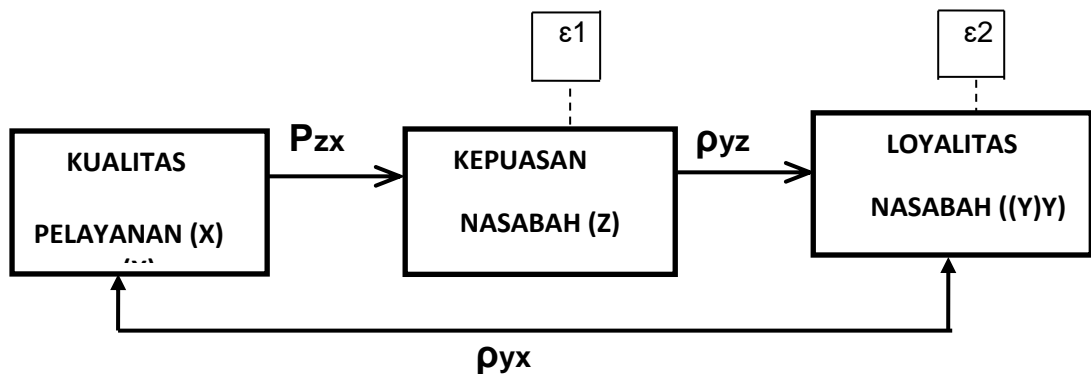 ε1
ε2
KUALITAS
PELAYANAN (X)
Pzx
KEPUASAN
NASABAH (Z)
ρyz
LOYALITAS
NASABAH ((Y)Y)
ρyx